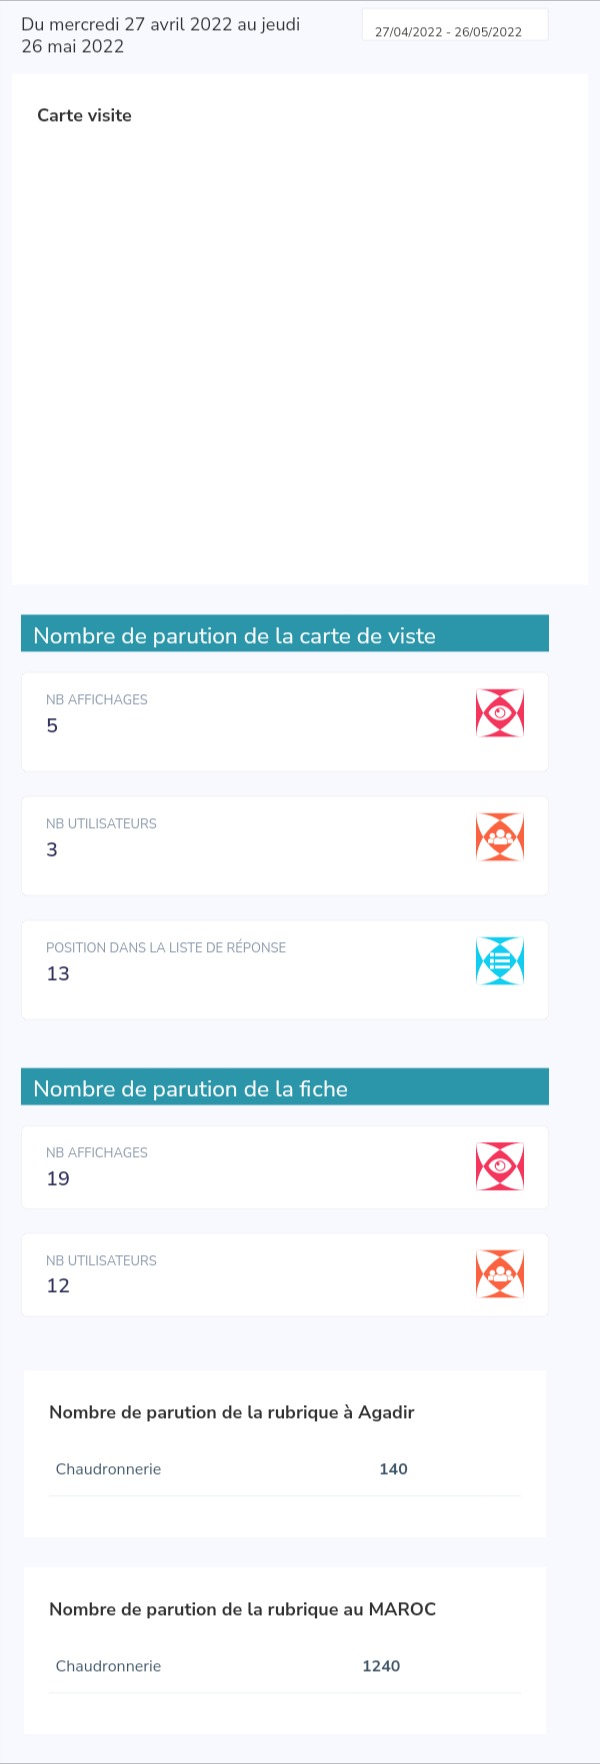 Du mercredi 27 avril 2022 au jeudi
26 mai 2022
27/04/2022 - 26/05/2022
Carte visite
Nombre de parution de la carte de viste
NB AFFICHAGES
5
NB UTILISATEURS
3
POSITION DANS LA LISTE DE RÉPONSE
13
Nombre de parution de la fiche
NB AFFICHAGES
19
NB UTILISATEURS
12
Nombre de parution de la rubrique à Agadir
Chaudronnerie 140
Nombre de parution de la rubrique au MAROC
Chaudronnerie 1240